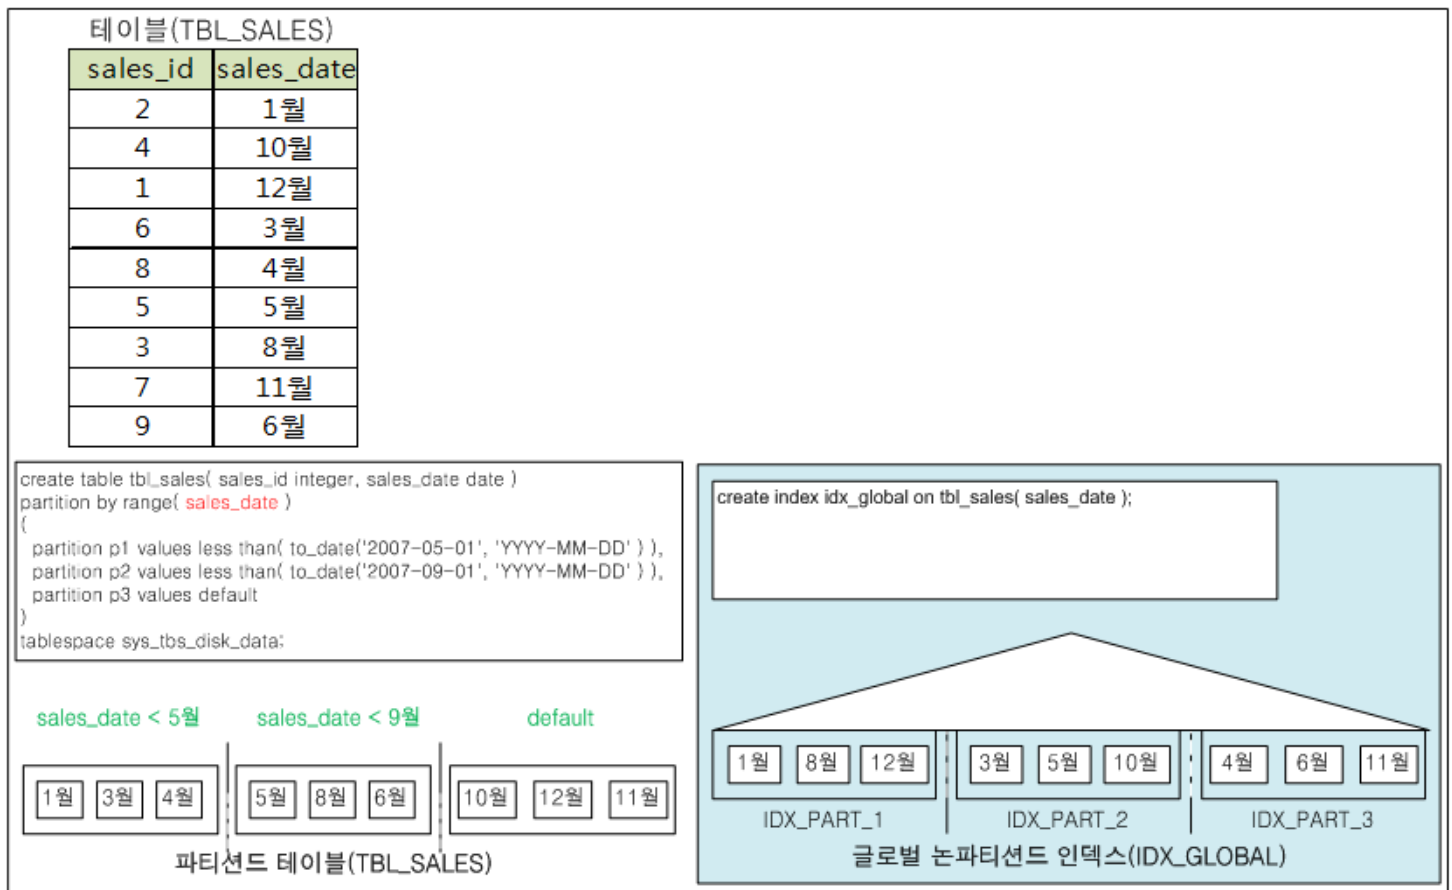 테이블(TBL_SALES)
sales_id sales_date
2 1월
4 10월
1 12월
6 3월
8 4월
5 5월
3 8월
7 11월
9 6월
create table tbl_sales( sales_id integer, sales_date date )
partition by range( sales_date )
(
partition p1 values less than( to_date('2007-05-01', 'YYYY-MM-DD' ) ),
partition p2 values less than( to_date('2007-09-01', 'YYYY-MM-DD' ) ),
partition p3 values default
)
tablespace sys_tbs_disk_data;
sales_date < 5월 sales_date < 9월 default
1월 3월 4월 5월 8월 6월 10월 12월 11월
파티션드 테이블(TBL_SALES)
create index idx_global on tbl_sales( sales_date );
1월 8월 12월 3월 5월 10월 4월 6월 11월
IDX_PART_1 IDX_PART_2 IDX_PART_3
글로벌 논파티션드 인덱스(IDX_GLOBAL)